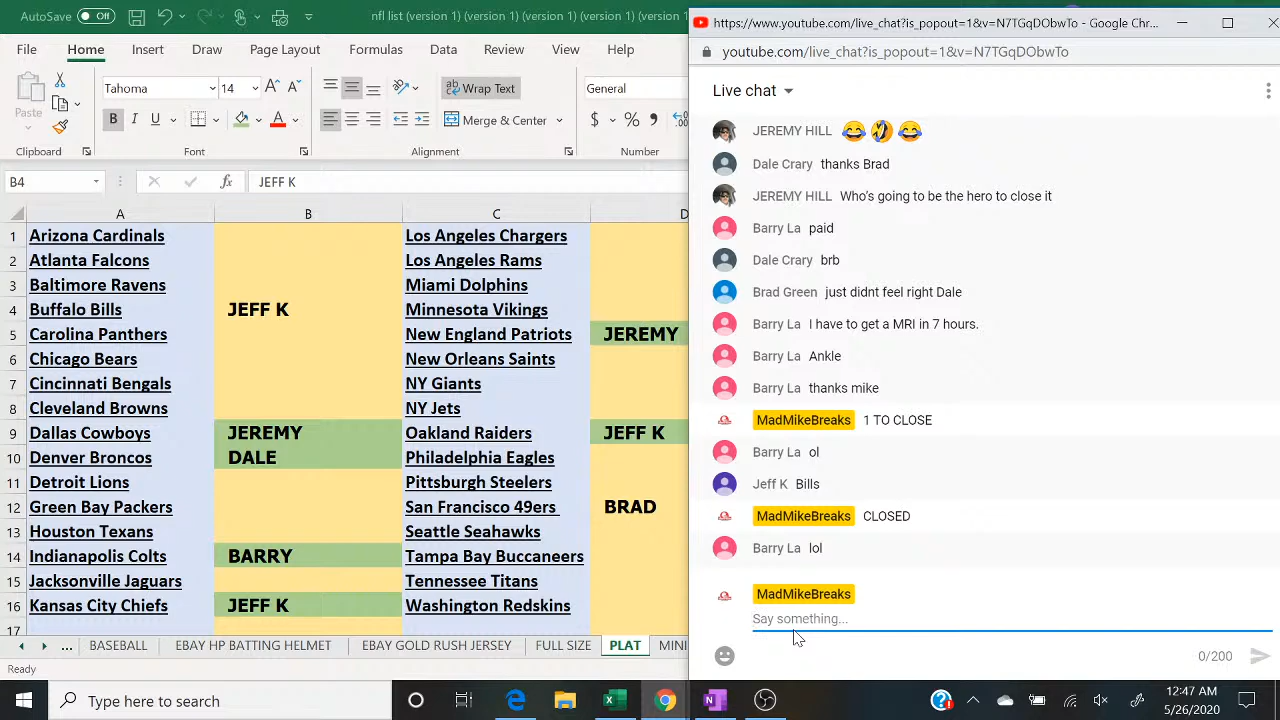 AutoSave Off nfl list (version 1) (version 1) (version 1) (version 1)
File Home Insert Draw Page Layout Formulas Data Review View Help
Paste
Tahoma 14
B I U A
ab Wrap Text
Merge & Center
General
$ % 9
Clipboard Font Alignment Number
B4 fx JEFF K
A B C D
1 Arizona Cardinals Los Angeles Chargers
2 Atlanta Falcons Los Angeles Rams
3 Baltimore Ravens Miami Dolphins
4 Buffalo Bills JEFF K Minnesota Vikings
5 Carolina Panthers New England Patriots JEREMY
6 Chicago Bears New Orleans Saints
7 Cincinnati Bengals NY Giants
8 Cleveland Browns NY Jets
9 Dallas Cowboys JEREMY Oakland Raiders JEFF K
10 Denver Broncos DALE Philadelphia Eagles
11 Detroit Lions Pittsburgh Steelers
12 Green Bay Packers San Francisco 49ers BRAD
13 Houston Texans Seattle Seahawks
14 Indianapolis Colts BARRY Tampa Bay Buccaneers
15 Jacksonville Jaguars Tennessee Titans
16 Kansas City Chiefs JEFF K Washington Redskins
17
... BASEBALL EBAY HP BATTING HELMET EBAY GOLD RUSH JERSEY FULL SIZE PLAT MINI
Ready
https://www.youtube.com/live_chat?is_popout=1&v=N7TGqDObwTo - Google Chr...
youtube.com/live_chat?is_popout=1&v=N7TGqDObwTo
Live chat
JEREMY HILL 😂 🤣 😂
Dale Crary thanks Brad
JEREMY HILL Who's going to be the hero to close it
Barry La paid
Dale Crary brb
Brad Green just didnt feel right Dale
Barry La I have to get a MRI in 7 hours.
Barry La Ankle
Barry La thanks mike
MadMikeBreaks 1 TO CLOSE
Barry La ol
Jeff K Bills
MadMikeBreaks CLOSED
Barry La lol
MadMikeBreaks
Say something...
0/200
Type here to search
12:47 AM
5/26/2020